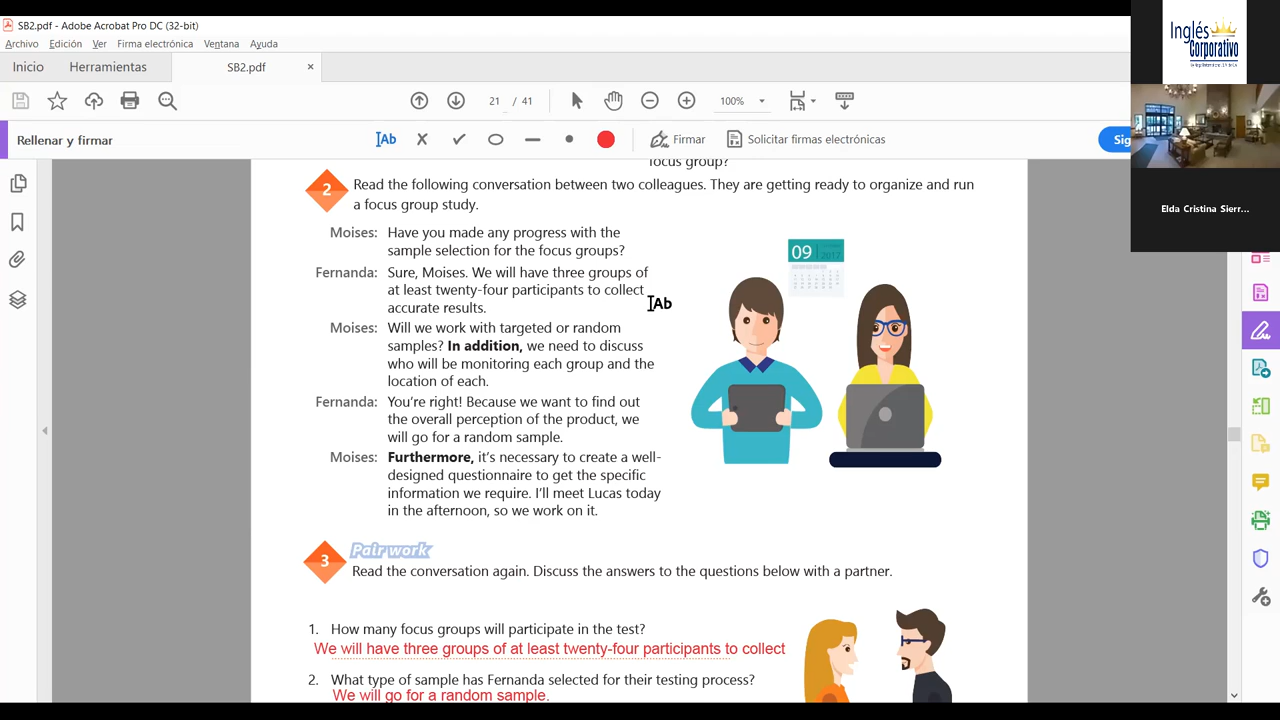 SB2.pdf - Adobe Acrobat Pro DC (32-bit)
Archivo Edición Ver Firma electrónica Ventana Ayuda
Inicio Herramientas SB2.pdf ×
21 / 41 100%
Rellenar y firmar
Ab
Firmar
Solicitar firmas electrónicas
Sig
Inglés
Corporativo
Elda Cristina Sierr...
focus group?
2 Read the following conversation between two colleagues. They are getting ready to organize and run
a focus group study.
Moises: Have you made any progress with the
sample selection for the focus groups?
Fernanda: Sure, Moises. We will have three groups of
at least twenty-four participants to collect
accurate results.
Ab
Moises: Will we work with targeted or random
samples? In addition, we need to discuss
who will be monitoring each group and the
location of each.
Fernanda: You're right! Because we want to find out
the overall perception of the product, we
will go for a random sample.
Moises: Furthermore, it's necessary to create a well-
designed questionnaire to get the specific
information we require. I'll meet Lucas today
in the afternoon, so we work on it.
09
2017
3 Pair work
Read the conversation again. Discuss the answers to the questions below with a partner.
1. How many focus groups will participate in the test?
We will have three groups of at least twenty-four participants to collect
2. What type of sample has Fernanda selected for their testing process?
We will go for a random sample.